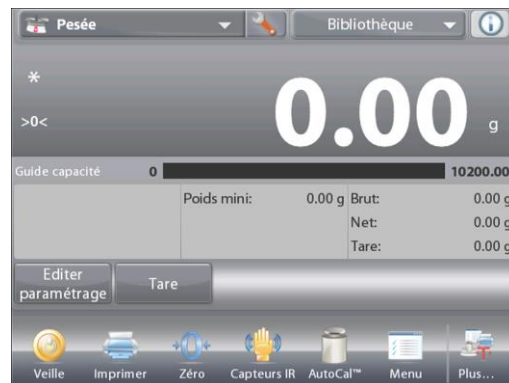 Pesée Bibliothèque
*
>0<
0.00 g
Guide capacité 0 10200.00
Poids mini: 0.00 g Brut: 0.00 g
Net: 0.00 g
Tare: 0.00 g
Editer
paramétrage
Tare
Veille Imprimer Zéro Capteurs IR AutoCal™ Menu Plus...